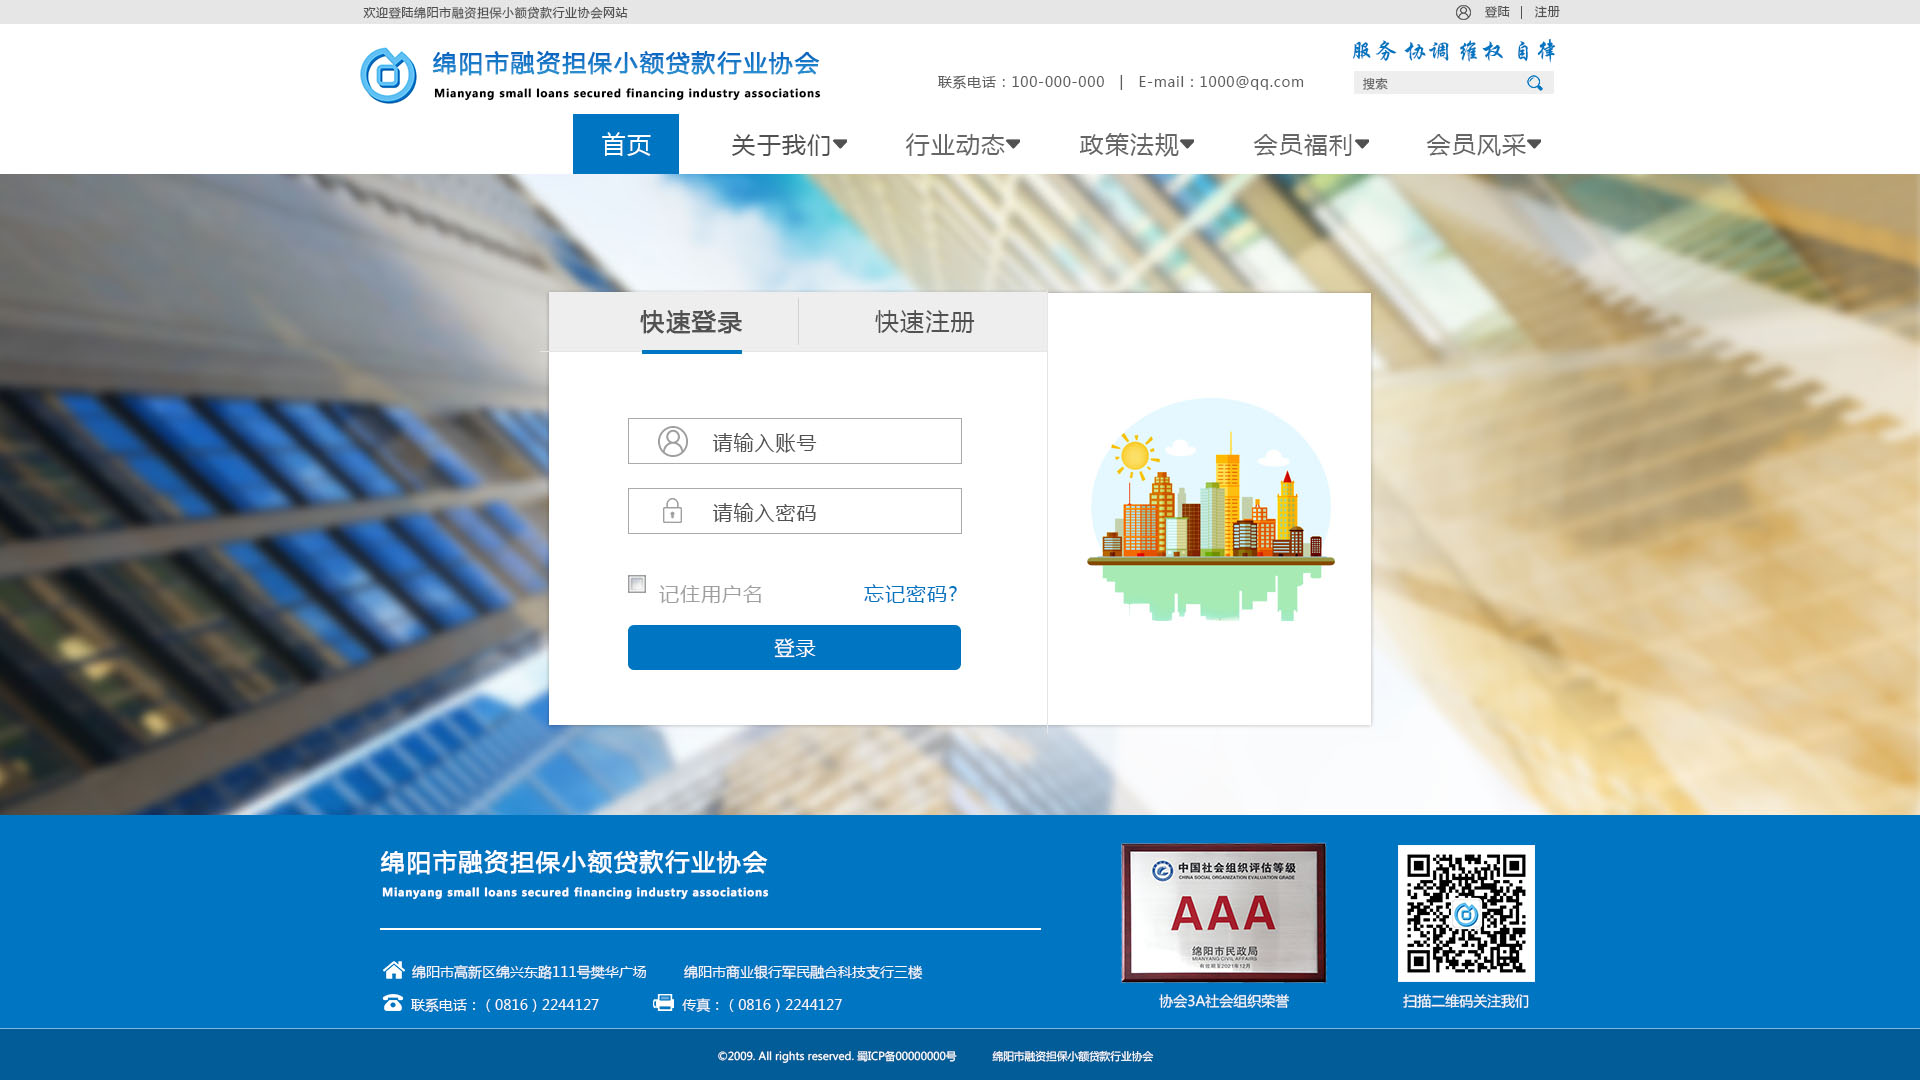 欢迎登陆绵阳市融资担保小额贷款行业协会网站
登陆 | 注册
绵阳市融资担保小额贷款行业协会
Mianyang small loans secured financing industry associations
联系电话：100-000-000 | E-mail：1000@qq.com
服务 协调 维权 自律
搜索
首页 关于我们 行业动态 政策法规 会员福利 会员风采
快速登录 快速注册
请输入账号
请输入密码
记住用户名 忘记密码?
登录
绵阳市融资担保小额贷款行业协会
Mianyang small loans secured financing industry associations
绵阳市高新区绵兴东路111号樊华广场 绵阳市商业银行军民融合科技支行三楼
联系电话：（0816）2244127 传真：（0816）2244127
中国社会组织评估等级
CHINA SOCIAL ORGANIZATION EVALUATION GRADE
AAA
绵阳市民政局
MIANYANG CIVIL AFFAIRS
有效期至2021年12月
协会3A社会组织荣誉
扫描二维码关注我们
©2009. All rights reserved. 蜀ICP备00000000号 绵阳市融资担保小额贷款行业协会